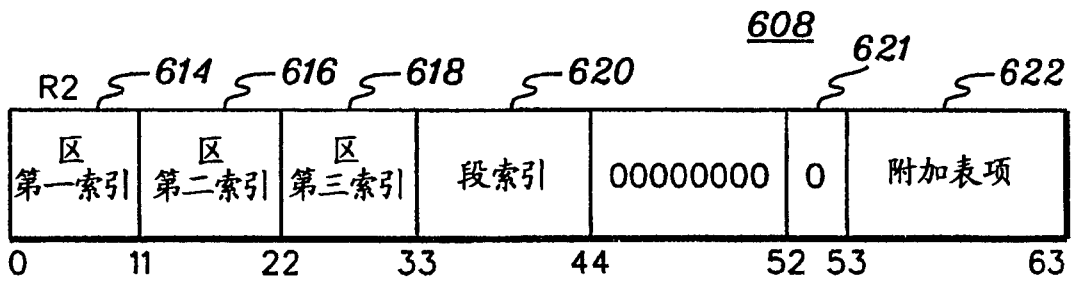 608
R2 614 616 618 620 621 622
区 第一索引 区 第二索引 区 第三索引 段索引 00000000 0 附加表项
0 11 22 33 44 52 53 63